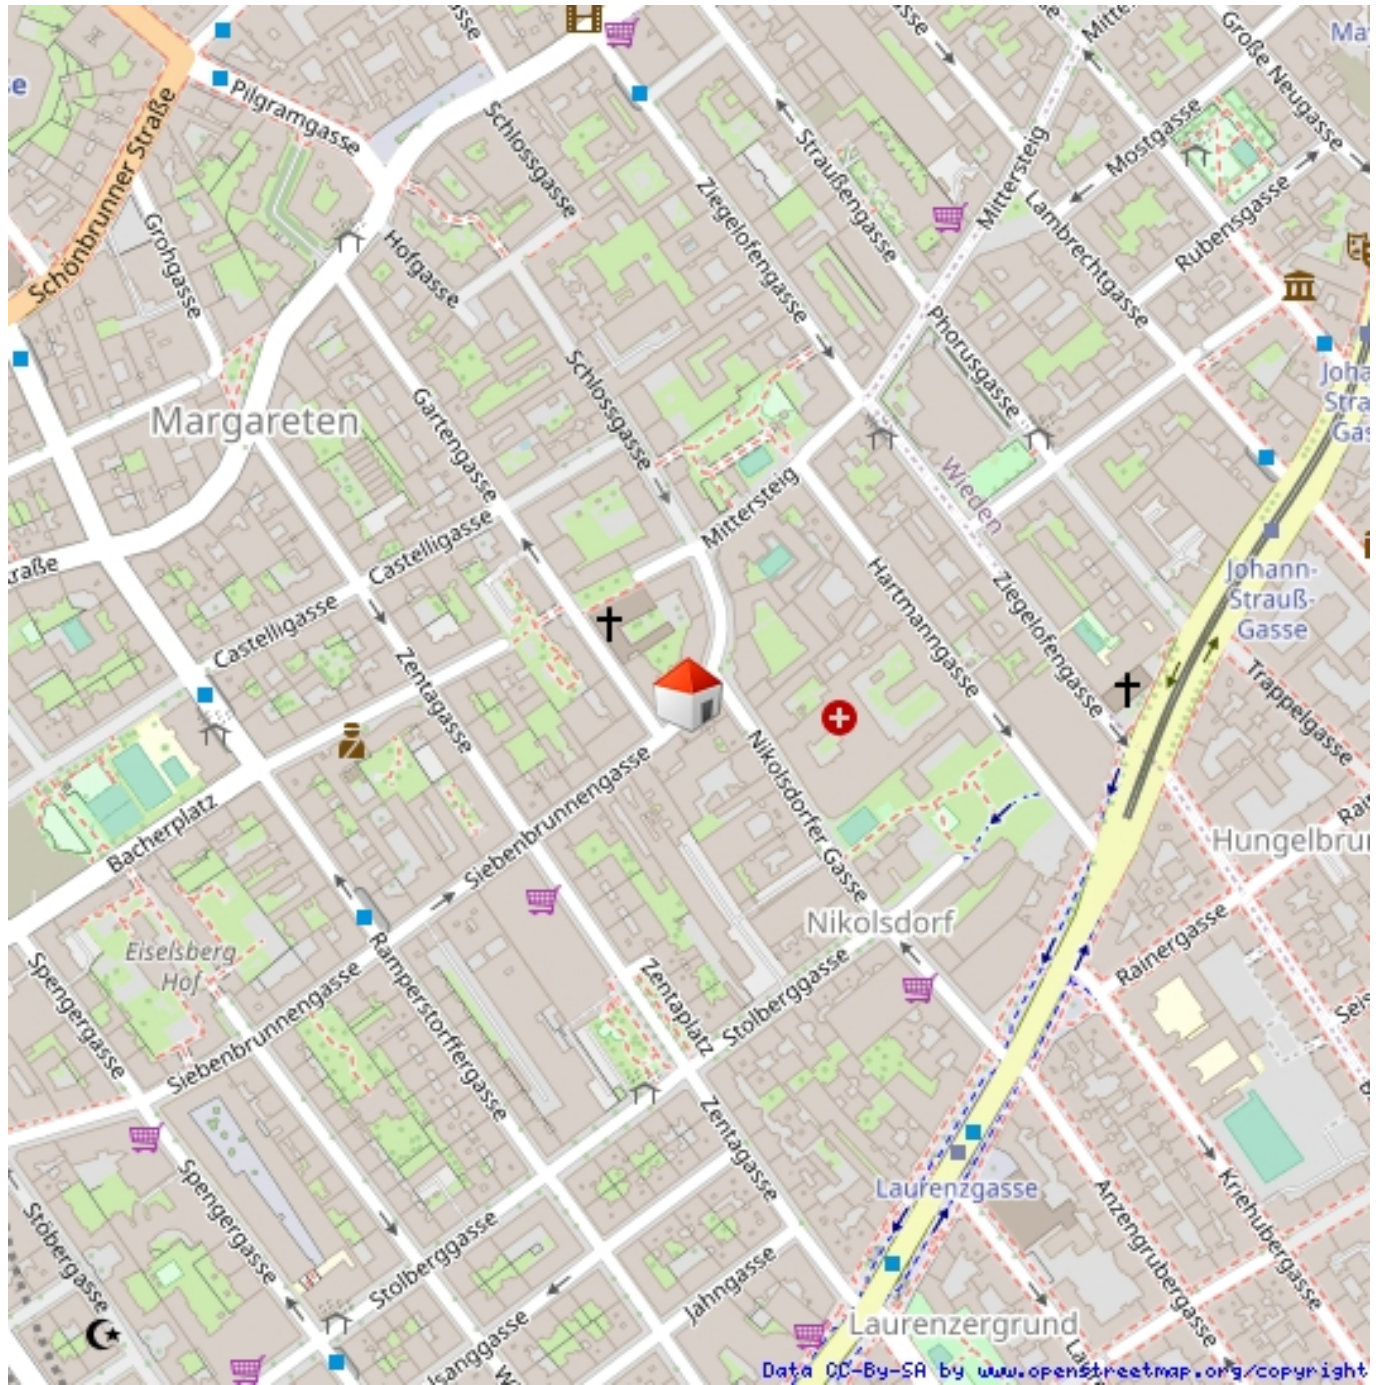 Pilgramgasse
Schönbrunner Straße
Grohgasse
Schlossgasse
Hofgasse
Straußengasse
Ziegelofengasse
Mittersteig
Mostgasse
Große Neugasse
Lambrechtgasse
Rubensgasse
Phorusgasse
Margareten
Gartengasse
Schlossgasse
Mittersteig
Wieden
Castelligasse
Castelligasse
Hartmanngasse
Ziegelofengasse
Johann-
Strauß-
Gasse
Zentagasse
Trappelgasse
Bacherplatz
Siebenbrunnengasse
Nikolsdorfer Gasse
Nikolsdorf
Eiselsberg
Hof
Spengergasse
Siebenbrunnengasse
Ramperstorffergasse
Zentaplatz
Stolberggasse
Rainergasse
Zentagasse
Laurenzgasse
Spengergasse
Stöbergasse
Stolberggasse
Jahngasse
Anzengrubergasse
Kriehubergasse
Laurenzergrund
Data CC-By-SA by www.openstreetmap.org/copyright